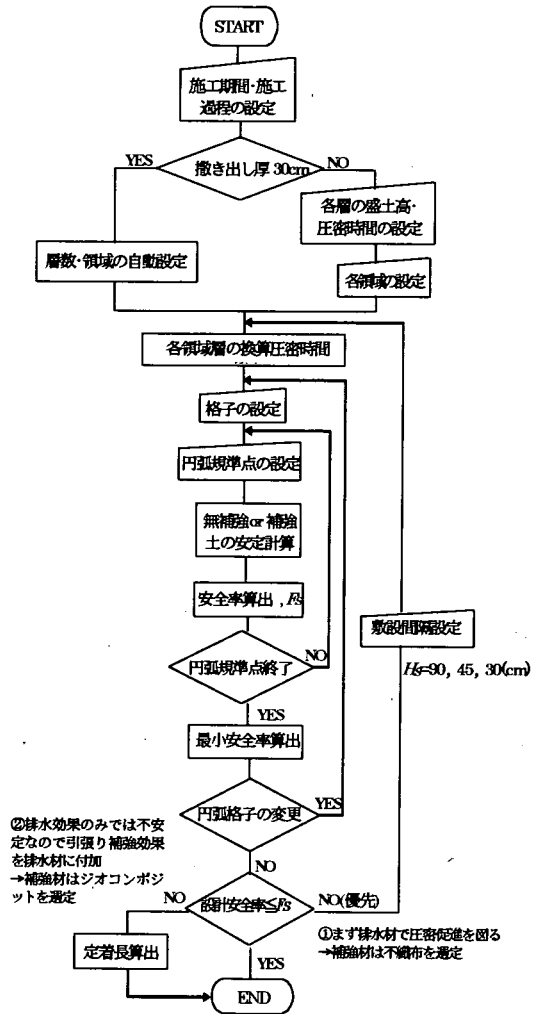 START
施工期間・施工
過程の設定
YES
撒き出し厚 30cm
NO
各層の盛土高・
圧密時間の設定
層数・領域の自動設定
各領域の設定
各領域層の換算圧密時間
格子の設定
円弧規準点の設定
無補強or補強
土の安定計算
安全率算出 , Fs
敷設間隔設定
Hs=90, 45, 30(cm)
円弧規準点終了
NO
YES
最小安全率算出
円弧格子の変更
YES
②排水効果のみでは不安
定なので引張り補強効果
を排水材に付加
→補強材はジオコンポジ
ットを選定
NO
NO
設計安全率≦Fs
NO(優先)
①まず排水材で圧密促進を図る
→補強材は不織布を選定
定着長算出
YES
END